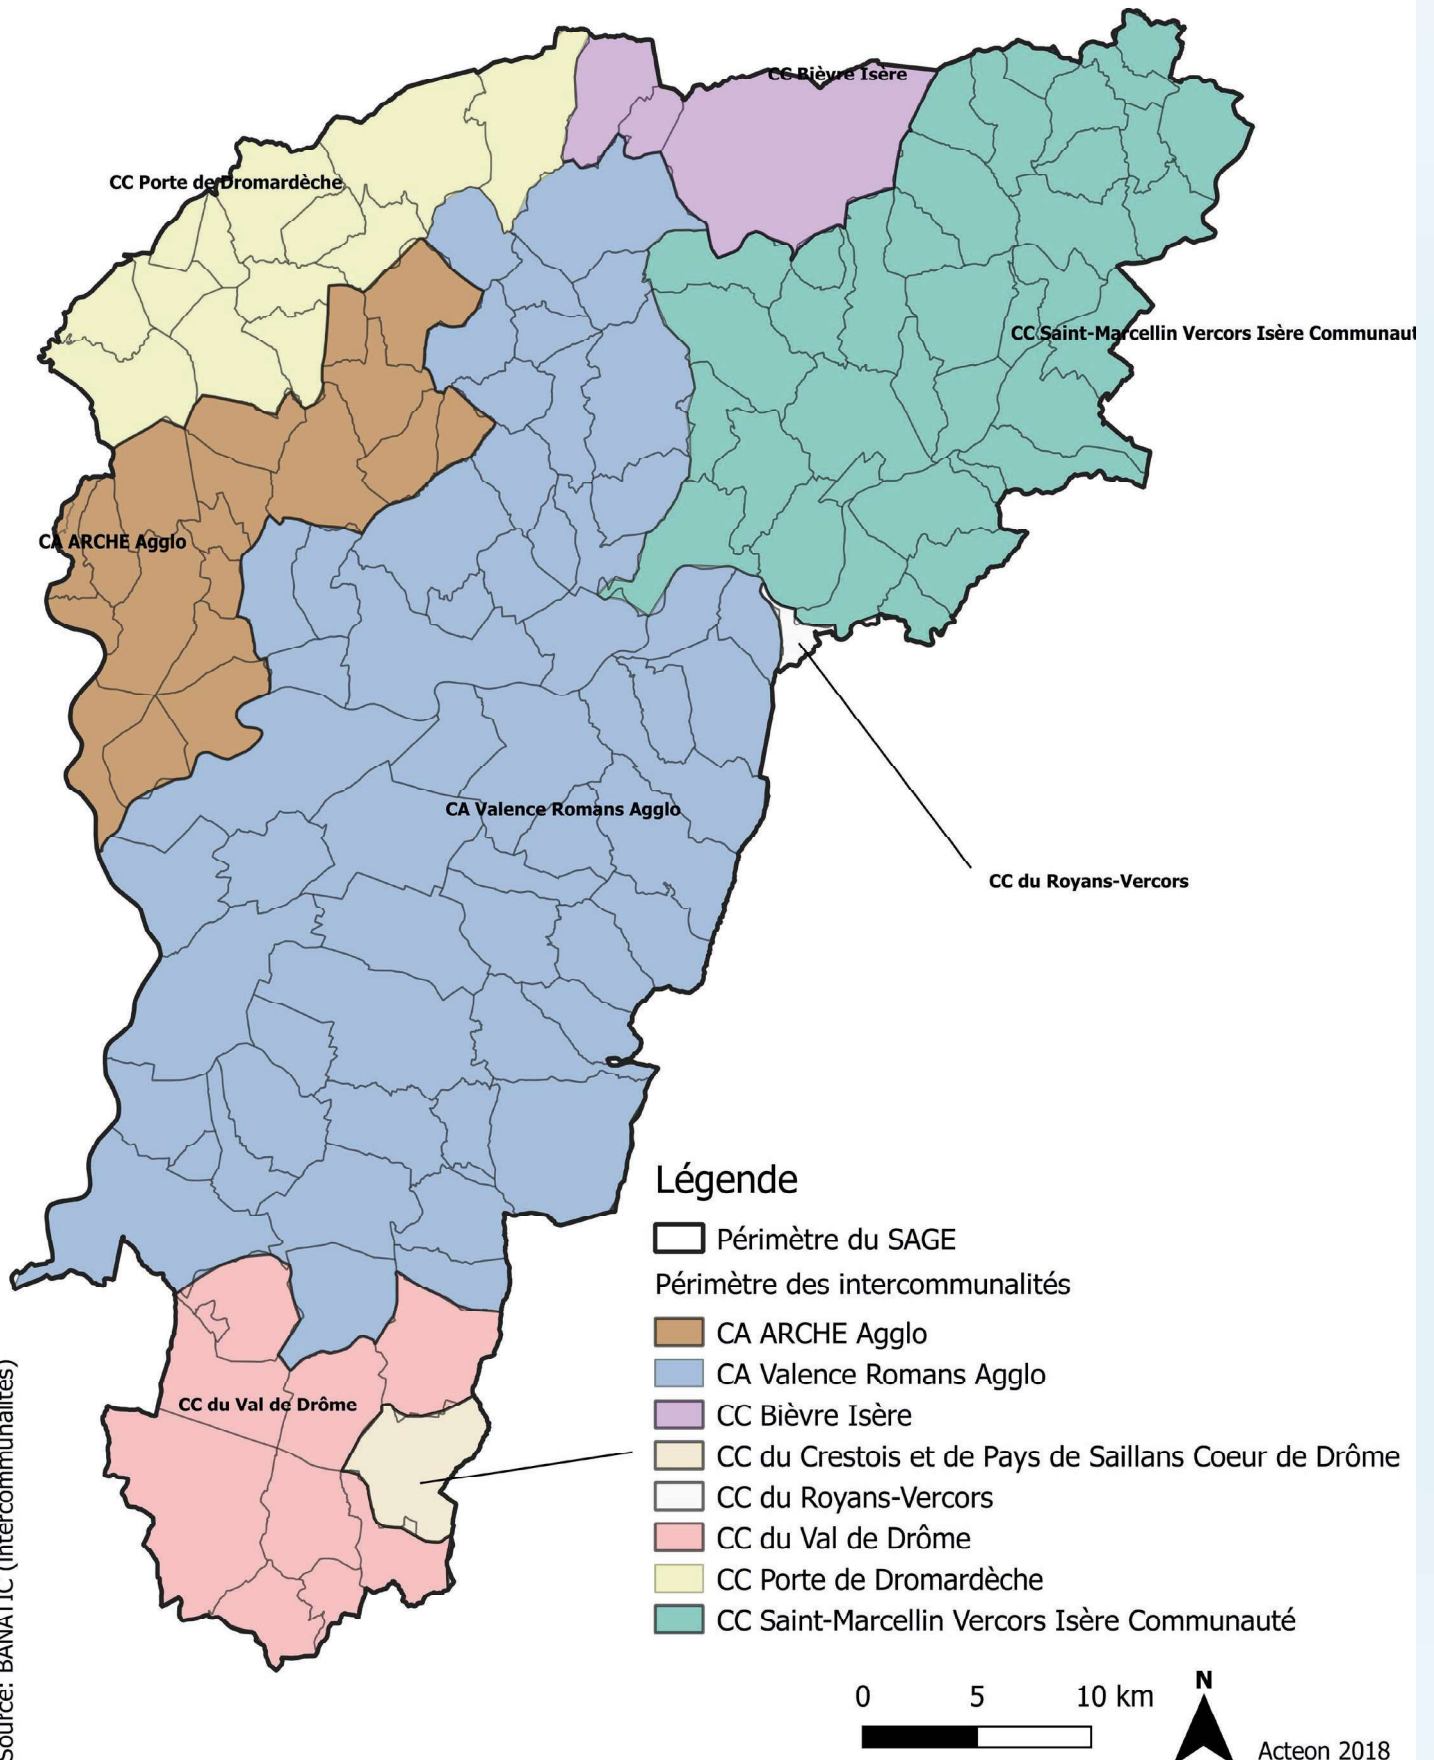 CC Bièvre Isère
CC Porte de Dromardèche
CC Saint-Marcellin Vercors Isère Communaut
CA ARCHE Agglo
CA Valence Romans Agglo
CC du Royans-Vercors
CC du Val de Drôme
Légende
Périmètre du SAGE
Périmètre des intercommunalités
CA ARCHE Agglo
CA Valence Romans Agglo
CC Bièvre Isère
CC du Crestois et de Pays de Saillans Coeur de Drôme
CC du Royans-Vercors
CC du Val de Drôme
CC Porte de Dromardèche
CC Saint-Marcellin Vercors Isère Communauté
0 5 10 km
N
Acteon 2018
Source: BANATIC (Intercommunalités)